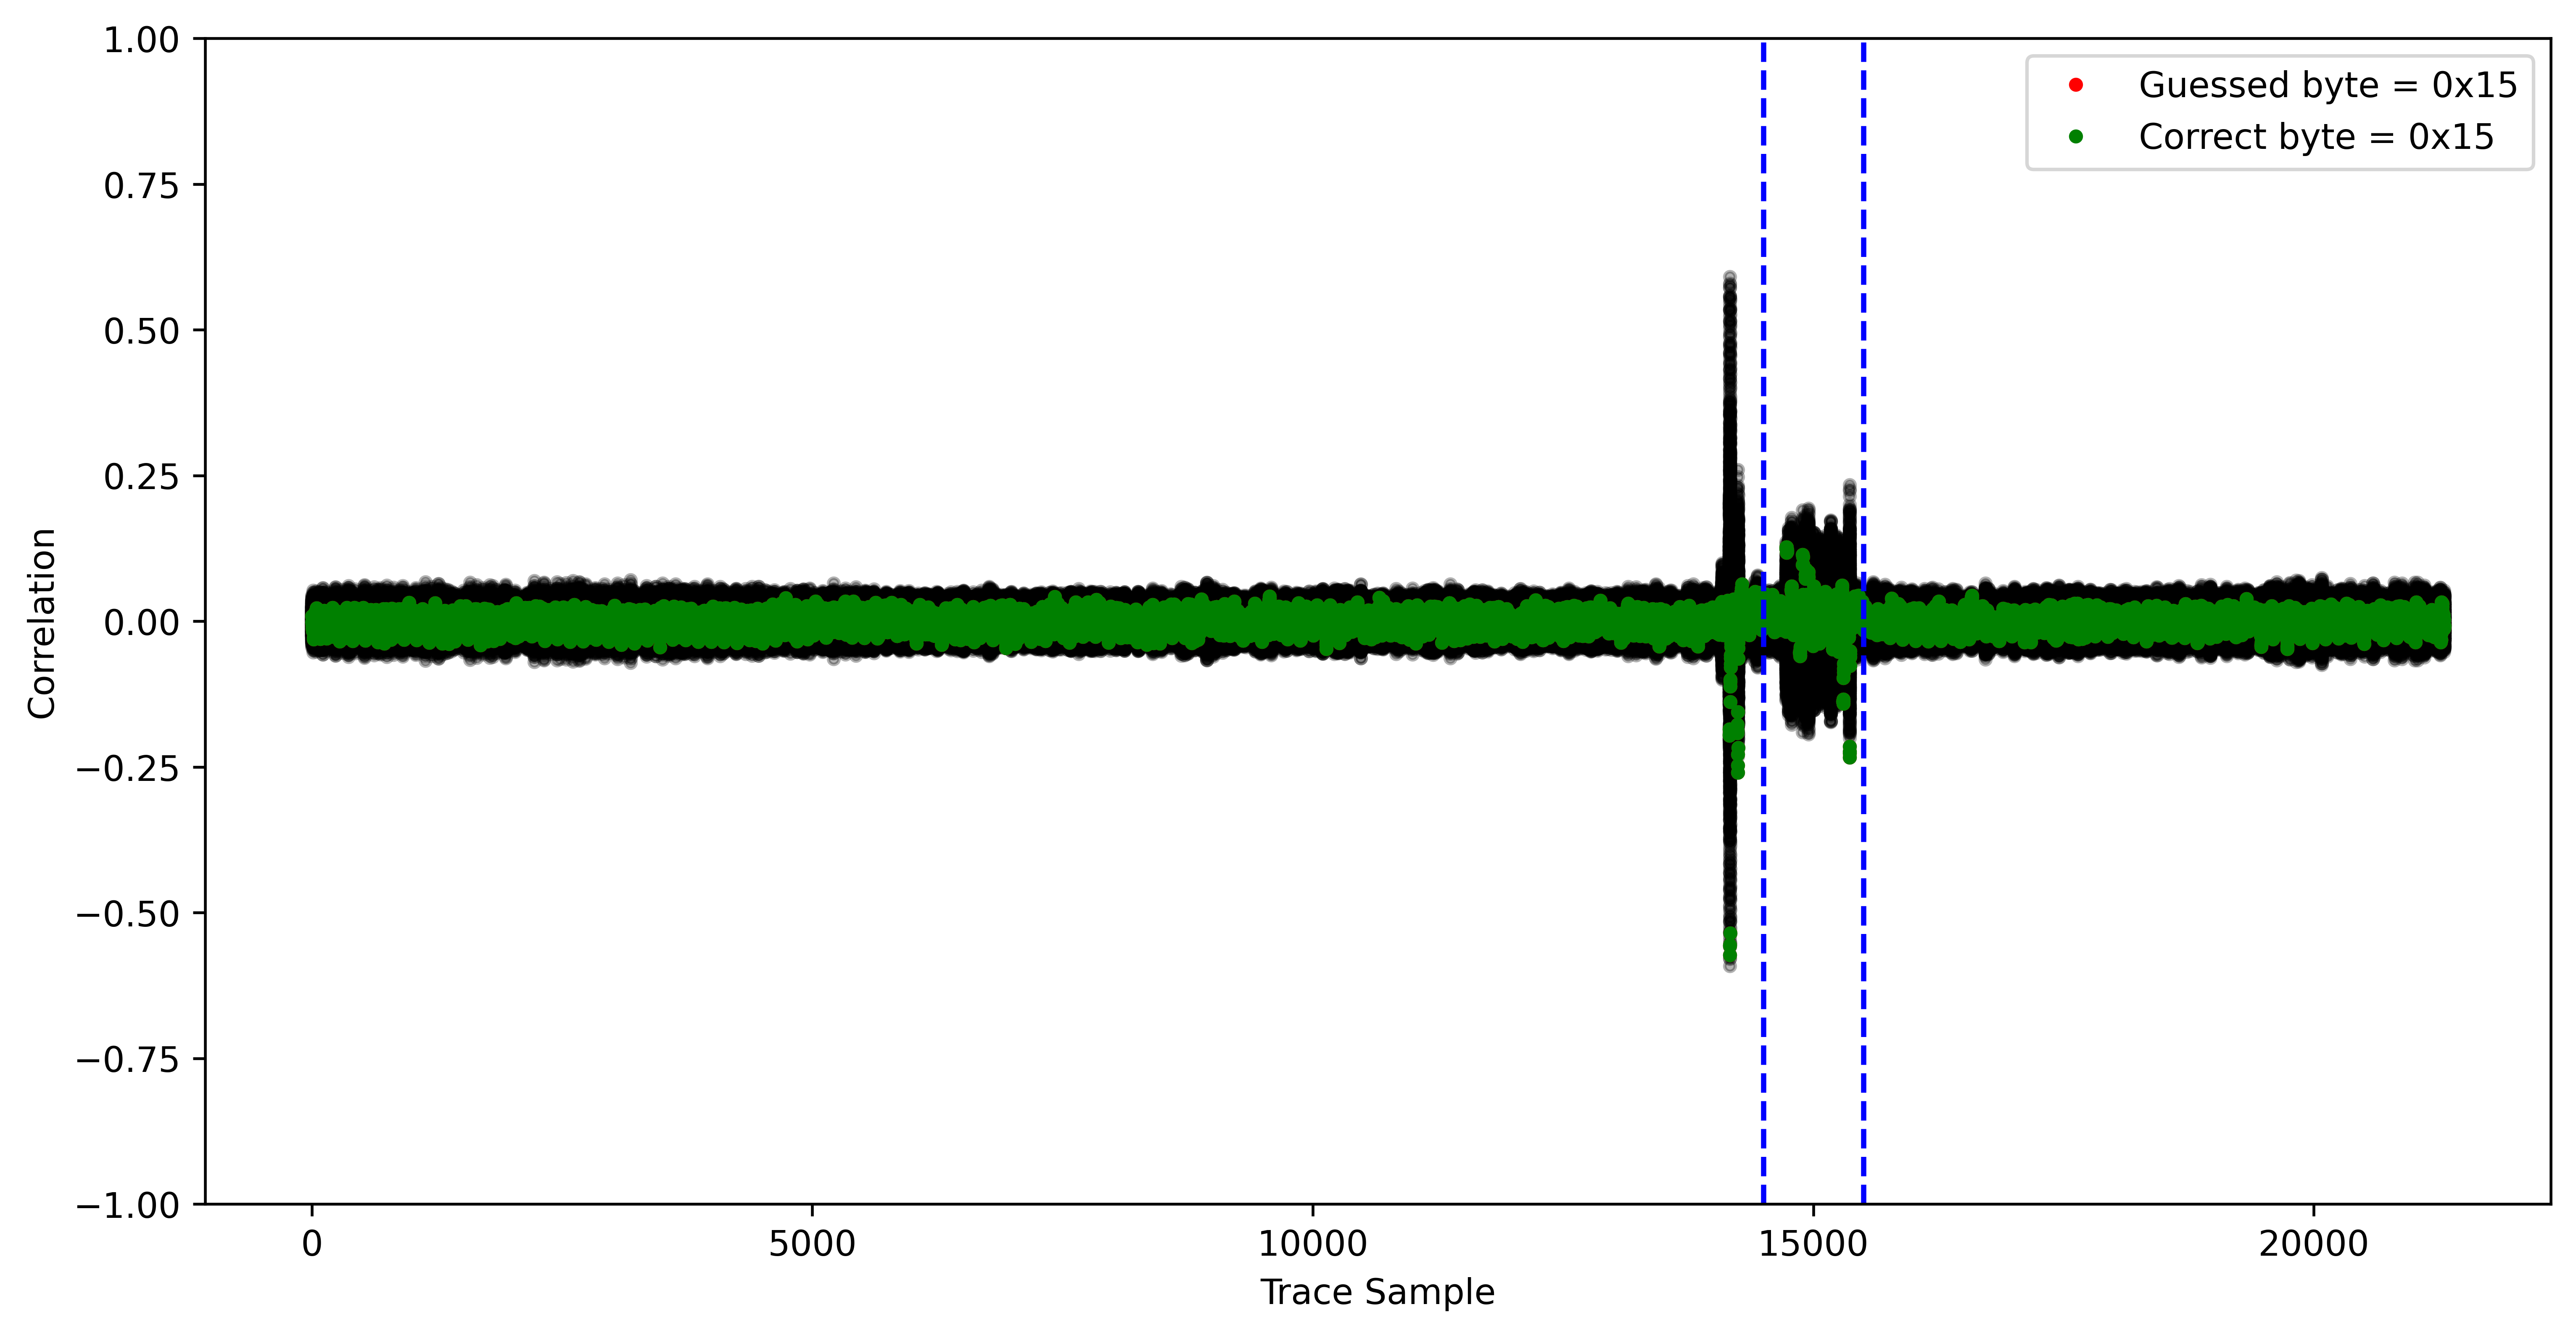 1.00
0.75
0.50
0.25
0.00
−0.25
−0.50
−0.75
−1.00
Correlation
0 5000 10000 15000 20000
Trace Sample
Guessed byte = 0x15
Correct byte = 0x15